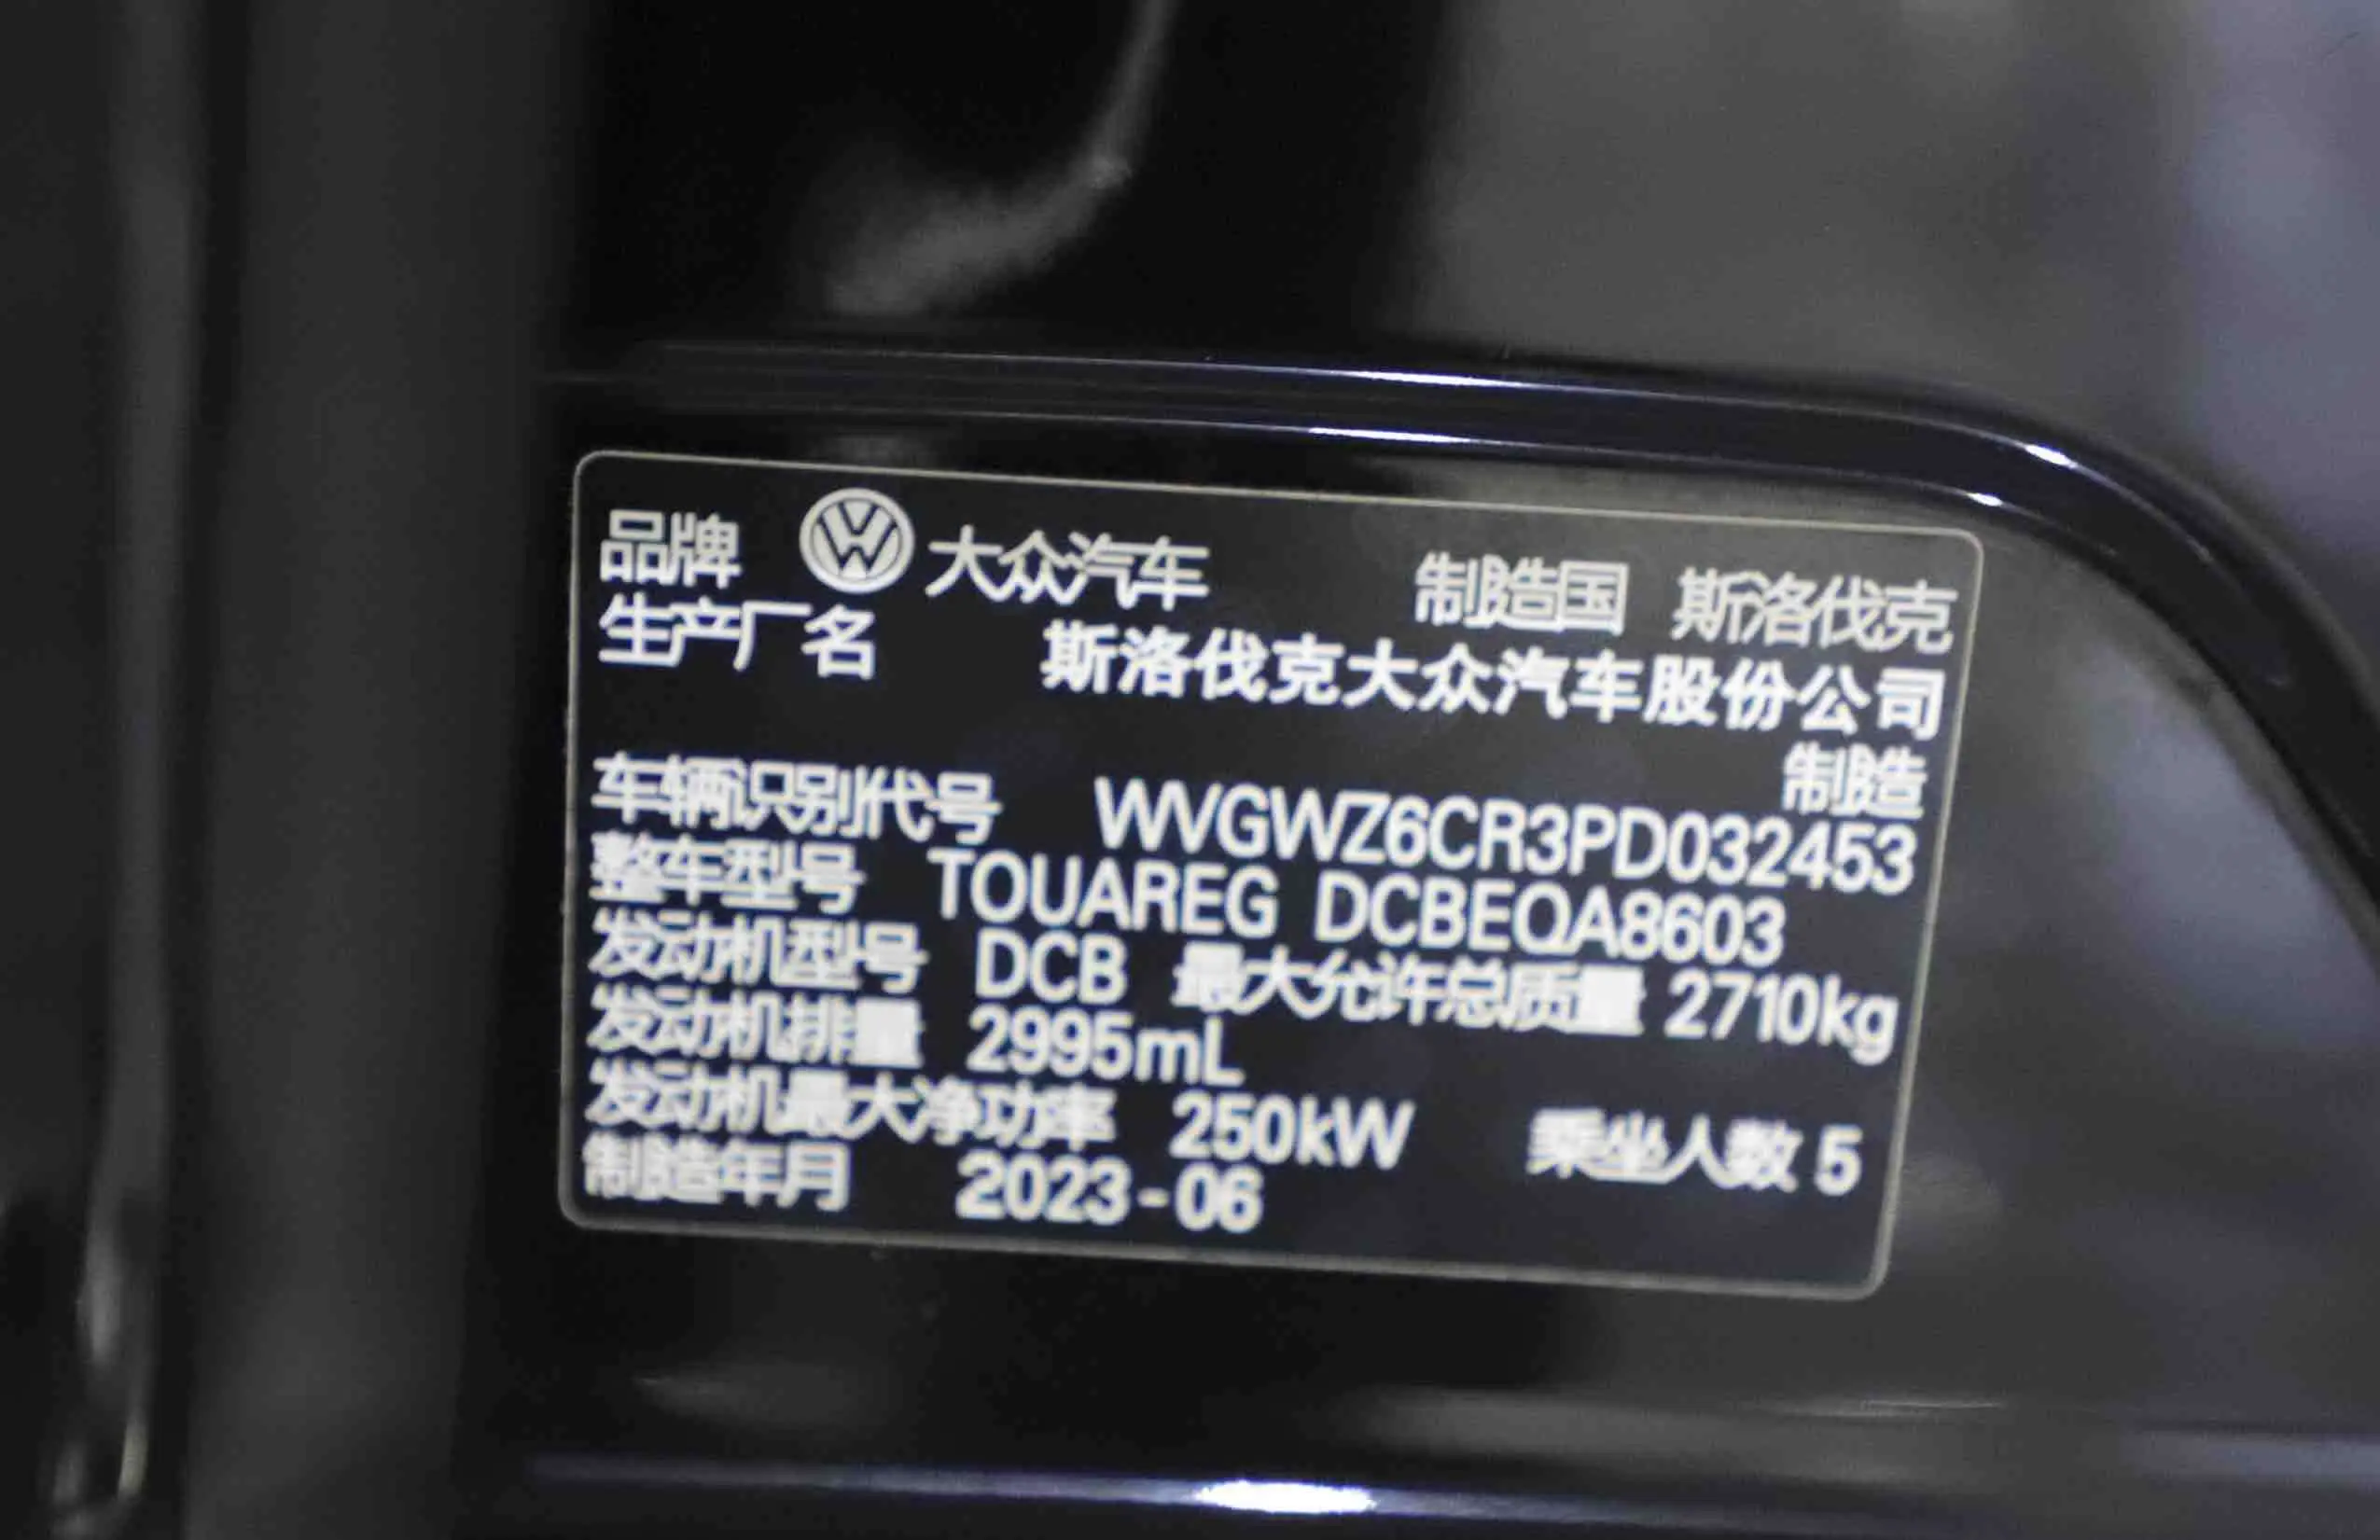 品牌 大众汽车 制造国 斯洛伐克
生产厂名 斯洛伐克大众汽车股份公司
制造
车辆识别代号 WVGWZ6CR3PD032453
整车型号 TOUAREG DCBEQA8603
发动机型号 DCB 最大允许总质量 2710kg
发动机排量 2995mL
发动机最大净功率 250kW 乘坐人数 5
制造年月 2023-06